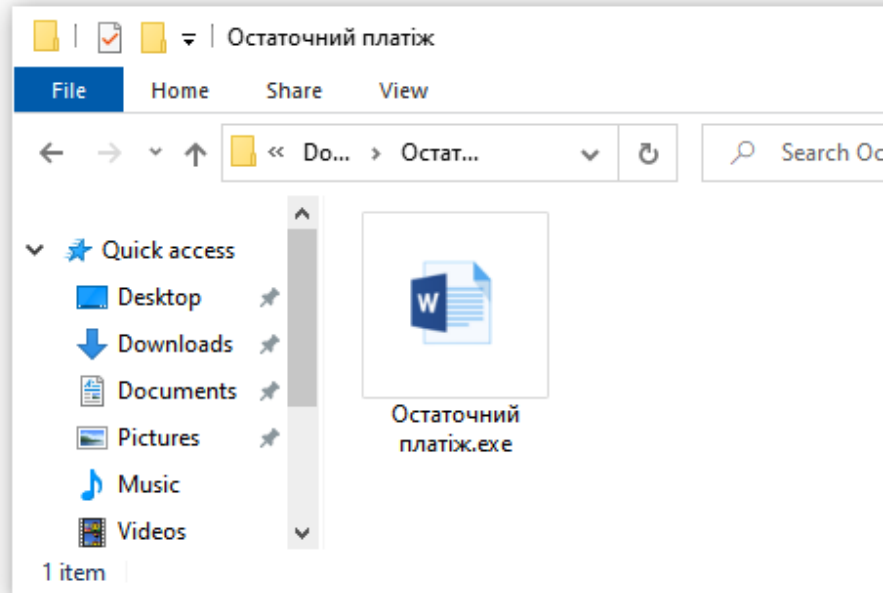 Остаточний платіж
File Home Share View
« Do... › Остат... Search Ос
Quick access
Desktop
Downloads
Documents
Pictures
Music
Videos
W
Остаточний
платіж.exe
1 item